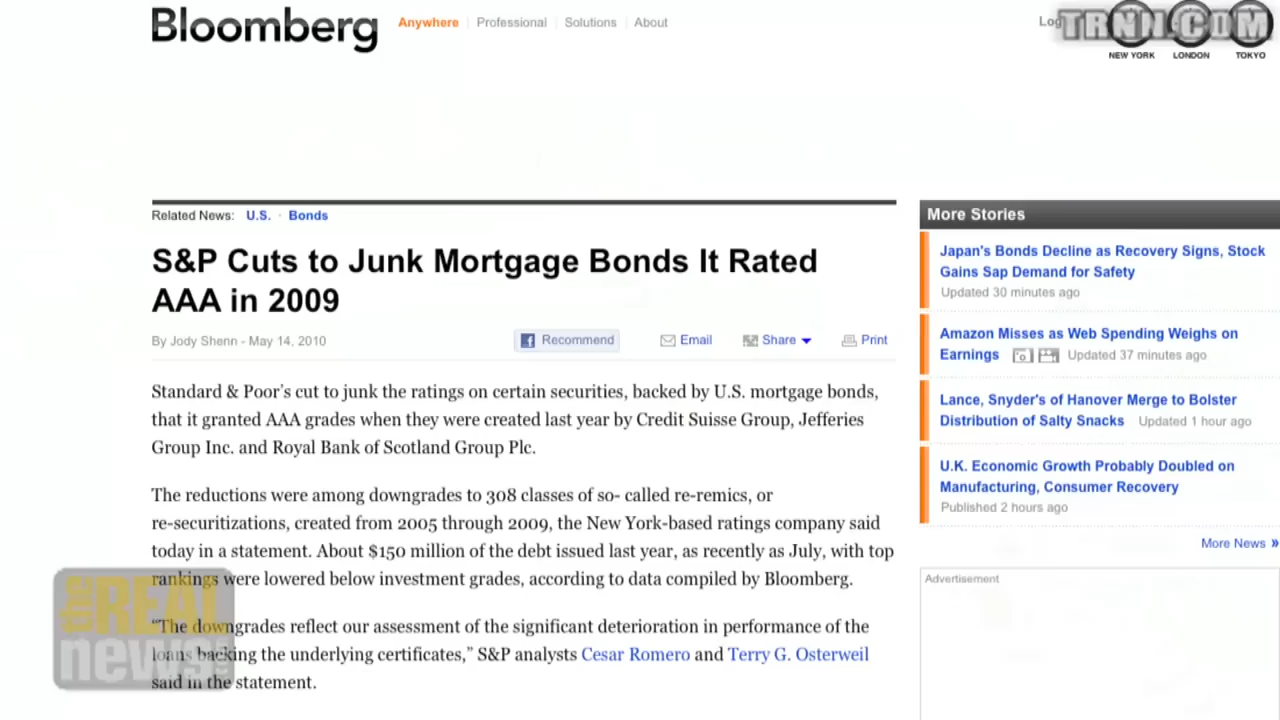 Bloomberg
Anywhere Professional Solutions About
Log
TRNN.COM
NEW YORK LONDON TOKYO
Related News: U.S. · Bonds
S&P Cuts to Junk Mortgage Bonds It Rated
AAA in 2009
By Jody Shenn - May 14, 2010
Recommend Email Share Print
Standard & Poor's cut to junk the ratings on certain securities, backed by U.S. mortgage bonds,
that it granted AAA grades when they were created last year by Credit Suisse Group, Jefferies
Group Inc. and Royal Bank of Scotland Group Plc.
The reductions were among downgrades to 308 classes of so- called re-remics, or
re-securitizations, created from 2005 through 2009, the New York-based ratings company said
today in a statement. About $150 million of the debt issued last year, as recently as July, with top
rankings were lowered below investment grades, according to data compiled by Bloomberg.
“The downgrades reflect our assessment of the significant deterioration in performance of the
loans backing the underlying certificates,” S&P analysts Cesar Romero and Terry G. Osterweil
said in the statement.
the REAL
news
More Stories
Japan's Bonds Decline as Recovery Signs, Stock
Gains Sap Demand for Safety
Updated 30 minutes ago
Amazon Misses as Web Spending Weighs on
Earnings Updated 37 minutes ago
Lance, Snyder's of Hanover Merge to Bolster
Distribution of Salty Snacks Updated 1 hour ago
U.K. Economic Growth Probably Doubled on
Manufacturing, Consumer Recovery
Published 2 hours ago
More News »
Advertisement